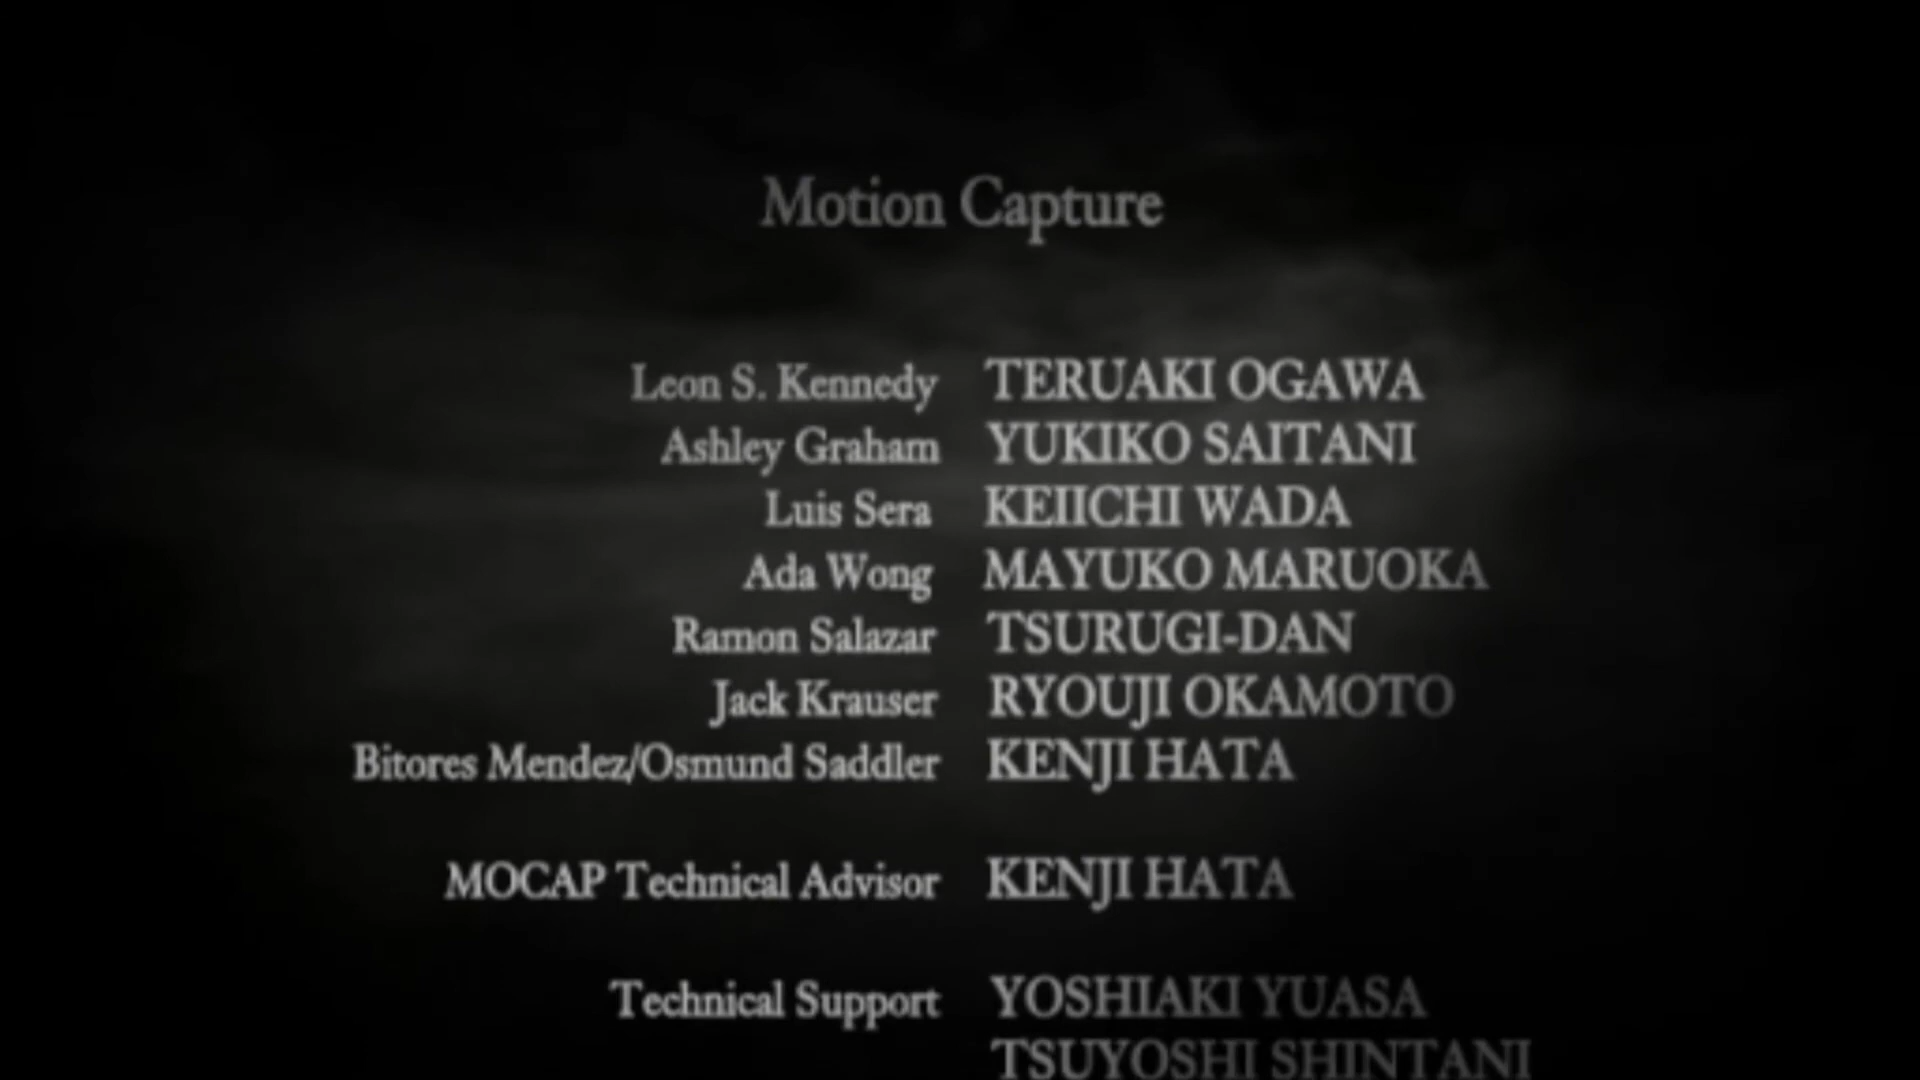 Motion Capture
Leon S. Kennedy TERUAKI OGAWA
Ashley Graham YUKIKO SAITANI
Luis Sera KEIICHI WADA
Ada Wong MAYUKO MARUOKA
Ramon Salazar TSURUGI-DAN
Jack Krauser RYOUJI OKAMOTO
Bitores Mendez/Osmund Saddler KENJI HATA
MOCAP Technical Advisor KENJI HATA
Technical Support YOSHIAKI YUASA
TSUYOSHI SHINTANI